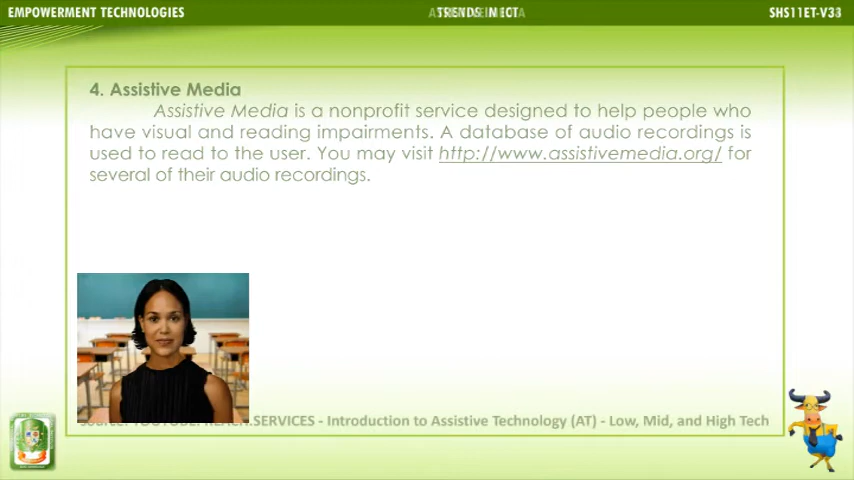 EMPOWERMENT TECHNOLOGIES
TRENDS IN ICT
SHS11ET-V33
4. Assistive Media
Assistive Media is a nonprofit service designed to help people who
have visual and reading impairments. A database of audio recordings is
used to read to the user. You may visit http://www.assistivemedia.org/ for
several of their audio recordings.
SERVICES - Introduction to Assistive Technology (AT) - Low, Mid, and High Tech